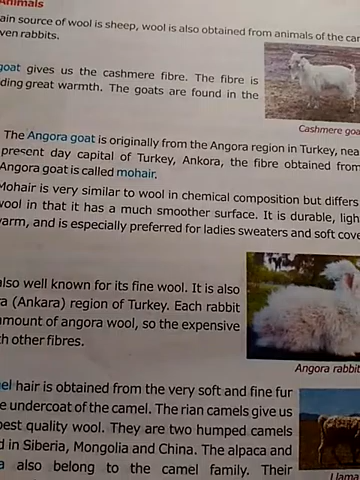 Animals
ain source of wool is sheep, wool is also obtained from animals of the car
ven rabbits.
goat gives us the cashmere fibre. The fibre is
ding great warmth. The goats are found in the
Cashmere goa
The Angora goat is originally from the Angora region in Turkey, nea
present day capital of Turkey, Ankora, the fibre obtained from
Angora goat is called mohair.
Mohair is very similar to wool in chemical composition but differs
wool in that it has a much smoother surface. It is durable, ligh
warm, and is especially preferred for ladies sweaters and soft cove
also well known for its fine wool. It is also
ra (Ankara) region of Turkey. Each rabbit
amount of angora wool, so the expensive
th other fibres.
Angora rabbit
el hair is obtained from the very soft and fine fur
e undercoat of the camel. The rian camels give us
best quality wool. They are two humped camels
d in Siberia, Mongolia and China. The alpaca and
a also belong to the camel family. Their
Llama